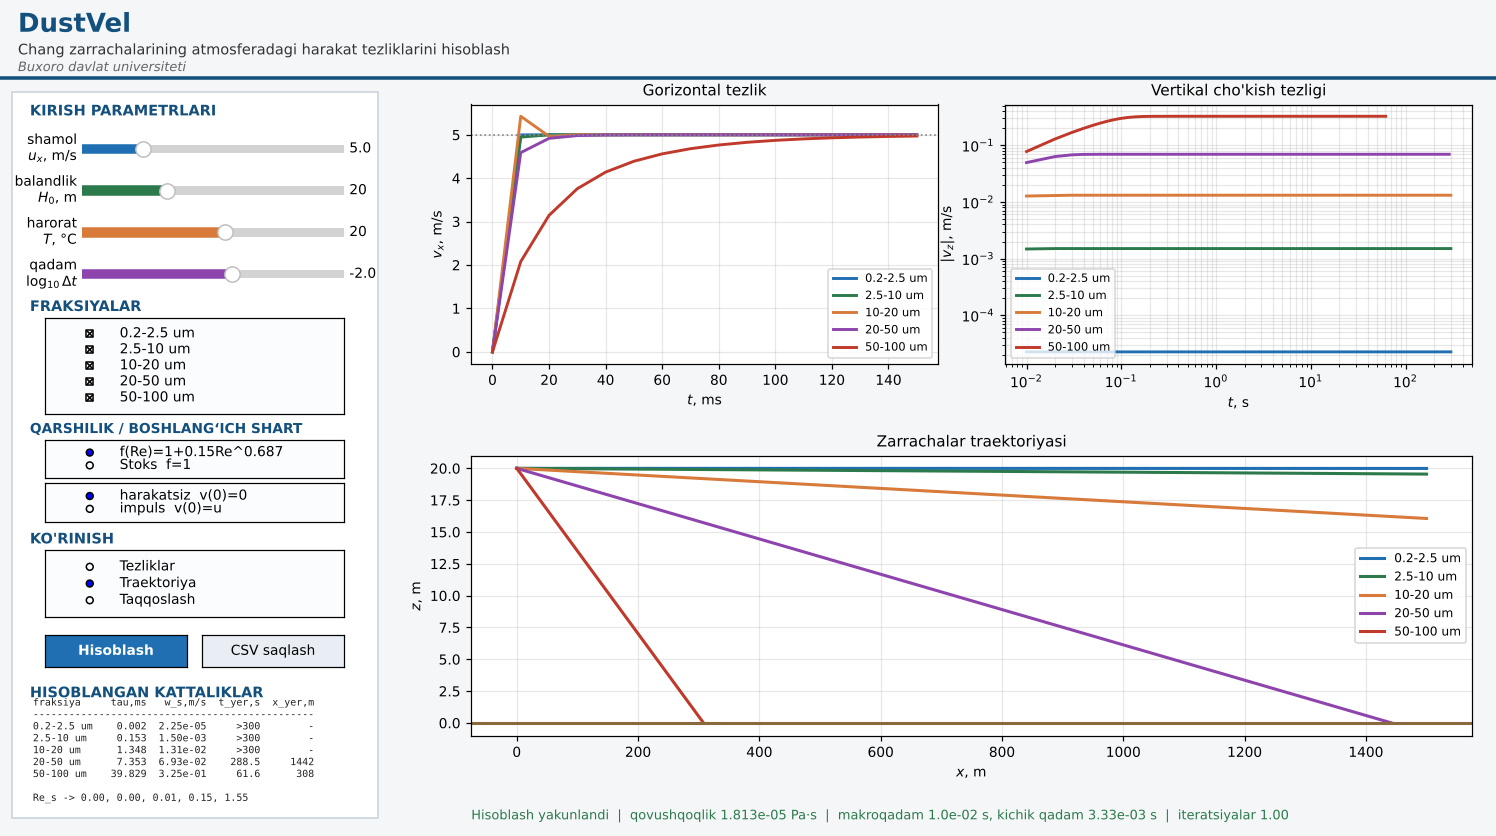 DustVel
Chang zarrachalarining atmosferadagi harakat tezliklarini hisoblash
Buxoro davlat universiteti
KIRISH PARAMETRLARI
shamol
u_x, m/s
5.0
balandlik
H_0, m
20
harorat
T, °C
20
qadam
log_10 Δt
-2.0
FRAKSIYALAR
0.2-2.5 um
2.5-10 um
10-20 um
20-50 um
50-100 um
QARSHILIK / BOSHLANG‘ICH SHART
f(Re)=1+0.15Re^0.687
Stoks f=1
harakatsiz v(0)=0
impuls v(0)=u
KO'RINISH
Tezliklar
Traektoriya
Taqqoslash
Hisoblash
CSV saqlash
HISOBLANGAN KATTALIKLAR
fraksiya tau,ms w_s,m/s t_yer,s x_yer,m
-----------------------------------------------
0.2-2.5 um 0.002 2.25e-05 >300 -
2.5-10 um 0.153 1.50e-03 >300 -
10-20 um 1.348 1.31e-02 >300 -
20-50 um 7.353 6.93e-02 288.5 1442
50-100 um 39.829 3.25e-01 61.6 308
Re_s -> 0.00, 0.00, 0.01, 0.15, 1.55
Gorizontal tezlik
v_x, m/s
5
4
3
2
1
0
0 20 40 60 80 100 120 140
t, ms
0.2-2.5 um
2.5-10 um
10-20 um
20-50 um
50-100 um
Vertikal cho'kish tezligi
|v_z|, m/s
10^-1
10^-2
10^-3
10^-4
10^-2 10^-1 10^0 10^1 10^2
t, s
0.2-2.5 um
2.5-10 um
10-20 um
20-50 um
50-100 um
Zarrachalar traektoriyasi
z, m
20.0
17.5
15.0
12.5
10.0
7.5
5.0
2.5
0.0
0 200 400 600 800 1000 1200 1400
x, m
0.2-2.5 um
2.5-10 um
10-20 um
20-50 um
50-100 um
Hisoblash yakunlandi | qovushqoqlik 1.813e-05 Pa·s | makroqadam 1.0e-02 s, kichik qadam 3.33e-03 s | iteratsiyalar 1.00